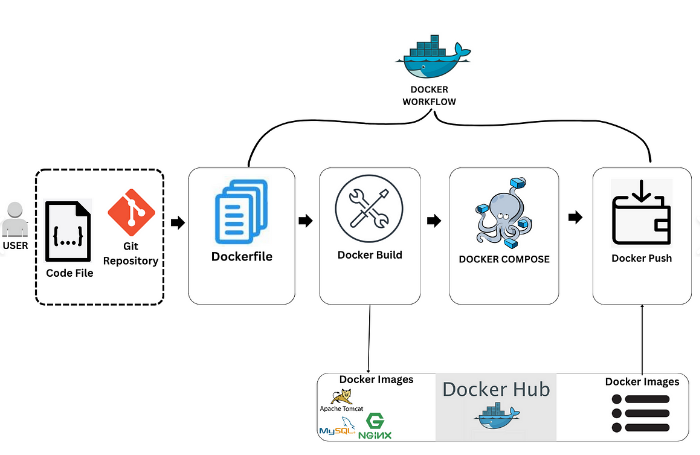 DOCKER
WORKFLOW
USER
{...}
Code File
Git
Repository
Dockerfile
Docker Build
DOCKER COMPOSE
Docker Push
Docker Images
Apache Tomcat
MySQL
NGINX
Docker Hub
Docker Images